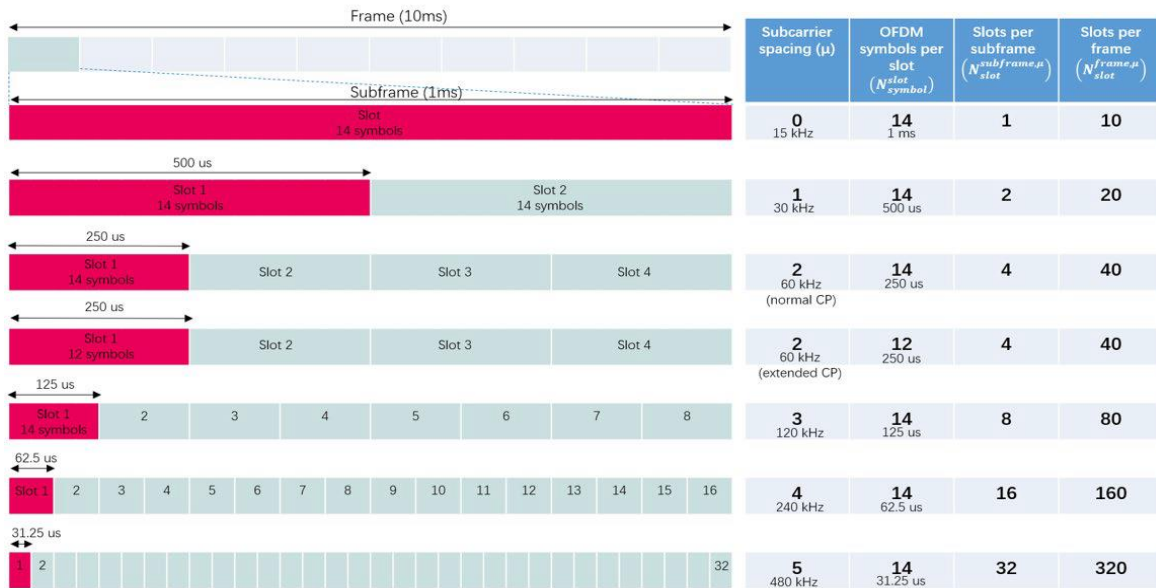 Frame (10ms)
Subframe (1ms)
Slot
14 symbols
500 us
Slot 1
14 symbols
Slot 2
14 symbols
250 us
Slot 1
14 symbols
Slot 2
Slot 3
Slot 4
250 us
Slot 1
12 symbols
Slot 2
Slot 3
Slot 4
125 us
Slot 1
14 symbols
2 3 4 5 6 7 8
62.5 us
Slot 1 2 3 4 5 6 7 8 9 10 11 12 13 14 15 16
31.25 us
1 2 32
Subcarrier
spacing (μ)
OFDM
symbols per
slot
(N^{slot}_{symbol})
Slots per
subframe
(N^{subframe,μ}_{slot})
Slots per
frame
(N^{frame,μ}_{slot})
0 14 1 10
15 kHz 1 ms
1 14 2 20
30 kHz 500 us
2 14 4 40
60 kHz 250 us
(normal CP)
2 12 4 40
60 kHz 250 us
(extended CP)
3 14 8 80
120 kHz 125 us
4 14 16 160
240 kHz 62.5 us
5 14 32 320
480 kHz 31.25 us